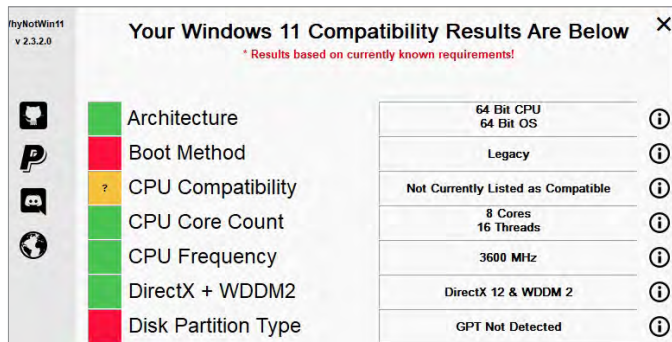 hyNotWin11
v 2.3.2.0
Your Windows 11 Compatibility Results Are Below
X
* Results based on currently known requirements!
Architecture
64 Bit CPU
64 Bit OS
Boot Method
Legacy
?
CPU Compatibility
Not Currently Listed as Compatible
CPU Core Count
8 Cores
16 Threads
CPU Frequency
3600 MHz
DirectX + WDDM2
DirectX 12 & WDDM 2
Disk Partition Type
GPT Not Detected